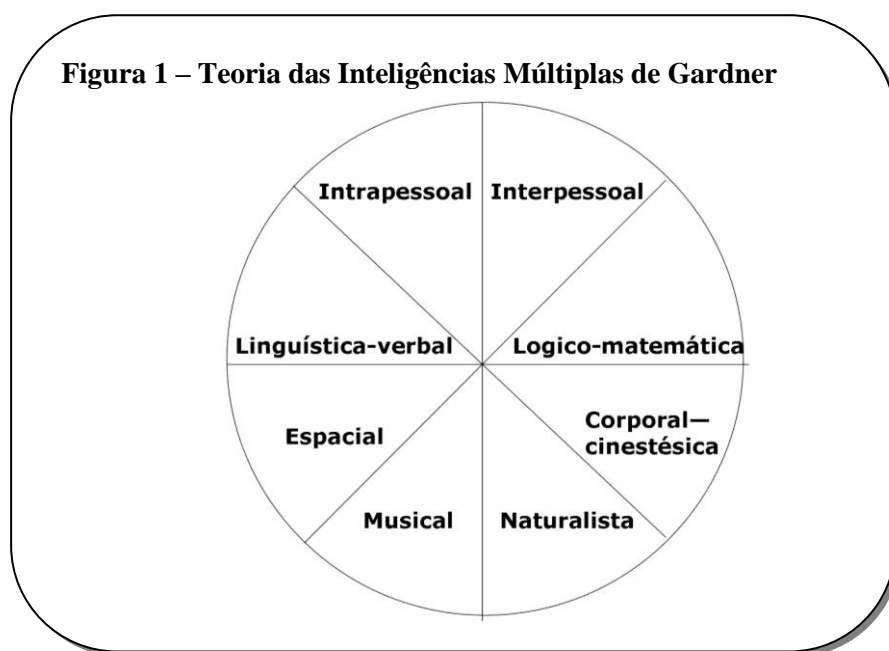 Figura 1 – Teoria das Inteligências Múltiplas de Gardner
Intrapessoal
Interpessoal
Linguística-verbal
Logico-matemática
Corporal—
cinestésica
Espacial
Musical
Naturalista